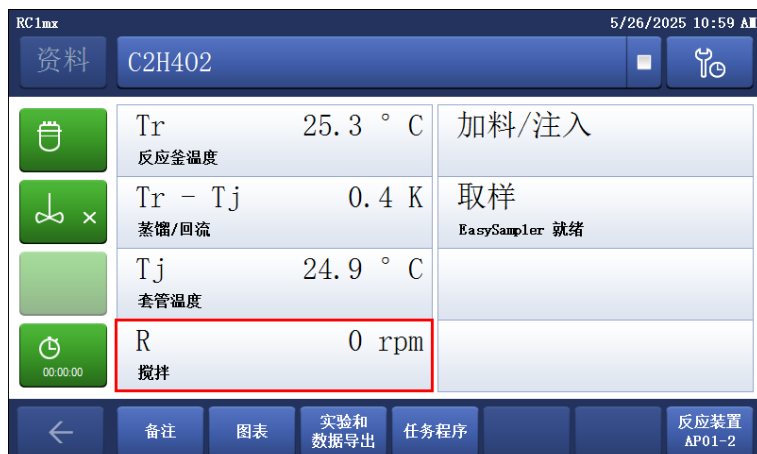 RC1mx 5/26/2025 10:59 AM
资料 C2H4O2
Tr 25.3 ° C 加料/注入
反应釜温度
Tr - Tj 0.4 K 取样
蒸馏/回流 EasySampler 就绪
Tj 24.9 ° C
套管温度
R 0 rpm
搅拌
00:00:00
备注 图表 实验和 任务程序 反应装置
数据导出 AP01-2